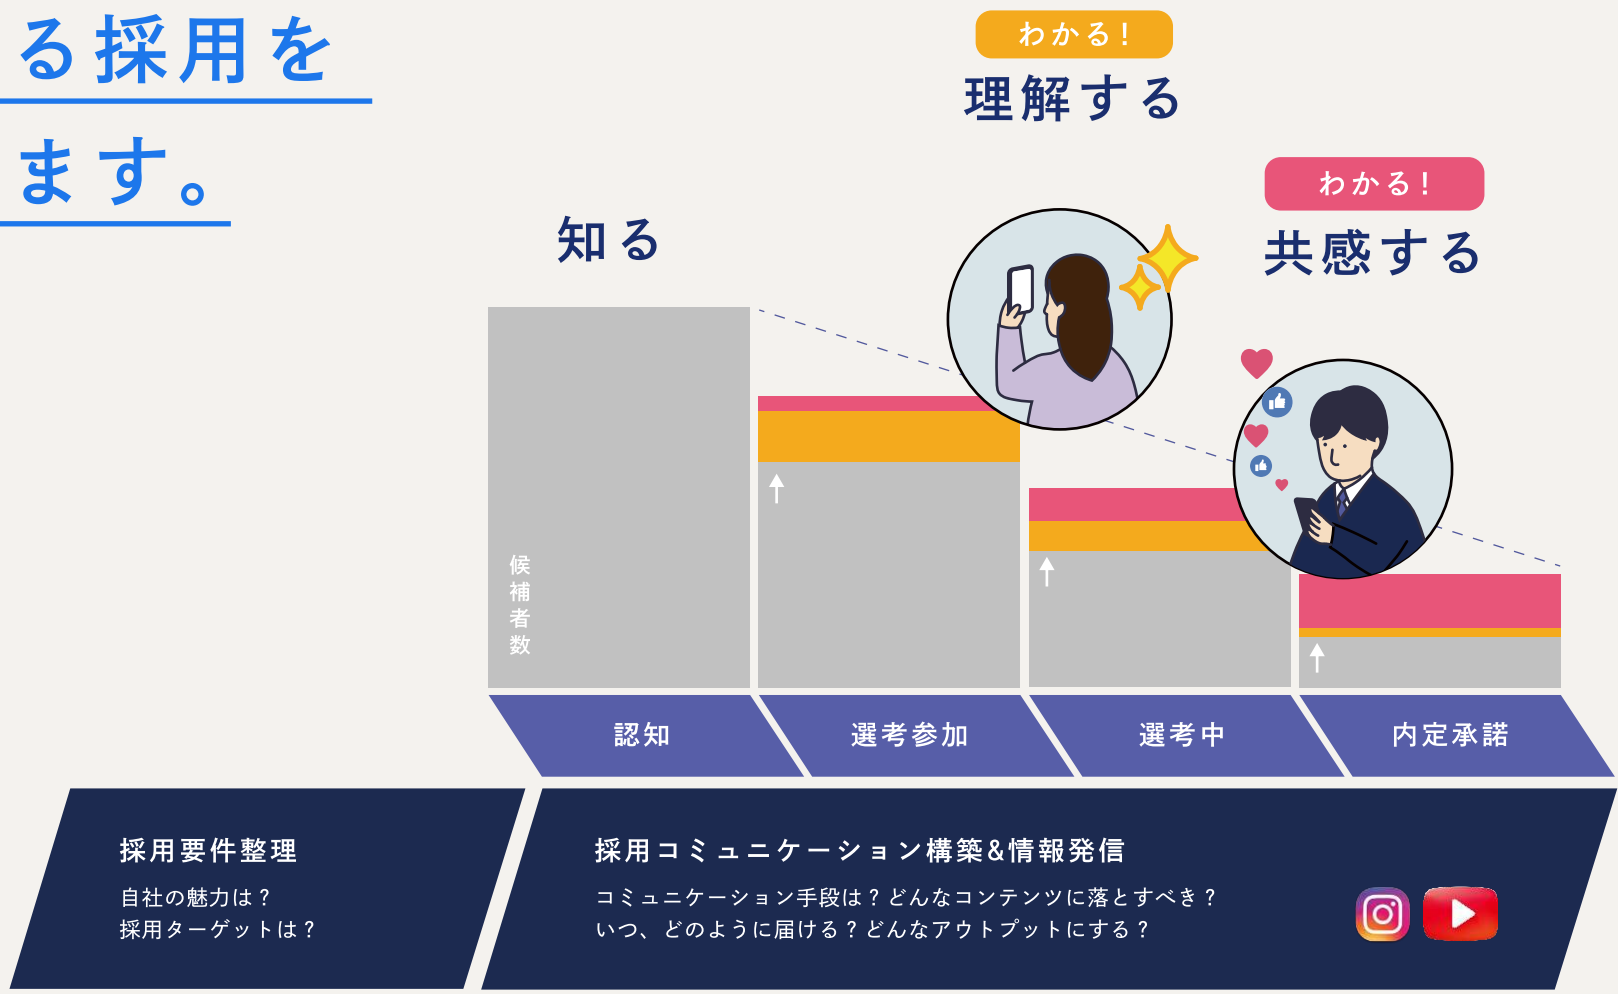 る採用を
ます。
わかる！
理解する
わかる！
共感する
知る
候補者数
認知
選考参加
選考中
内定承諾
採用要件整理
自社の魅力は？
採用ターゲットは？
採用コミュニケーション構築&情報発信
コミュニケーション手段は？どんなコンテンツに落とすべき？
いつ、どのように届ける？どんなアウトプットにする？